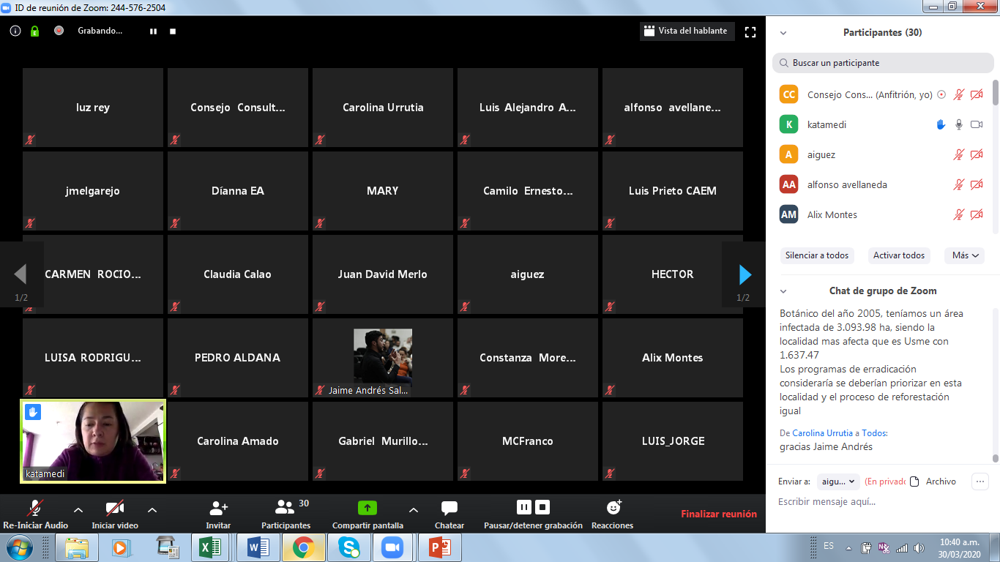 ID de reunión de Zoom: 244-576-2504
Grabando...
Vista del hablante
luz rey
Consejo Consult...
Carolina Urrutia
Luis Alejandro A...
alfonso avellane...
jmelgarejo
Díanna EA
MARY
Camilo Ernesto...
Luis Prieto CAEM
CARMEN ROCIO...
Claudia Calao
Juan David Merlo
aiguez
HECTOR
1/2
1/2
LUISA RODRIGU...
PEDRO ALDANA
Jaime Andrés Sal...
Constanza More...
Alix Montes
katamedi
Carolina Amado
Gabriel Murillo...
MCFranco
LUIS_JORGE
Re-Iniciar Audio
Iniciar video
Invitar
Participantes
30
Compartir pantalla
Chatear
Pausar/detener grabación
Reacciones
Finalizar reunión
Participantes (30)
Buscar un participante
CC Consejo Cons... (Anfitrión, yo)
K katamedi
A aiguez
AA alfonso avellaneda
AM Alix Montes
Silenciar a todos
Activar todos
Más
Chat de grupo de Zoom
Botánico del año 2005, teníamos un área
infectada de 3.093.98 ha, siendo la
localidad mas afecta que es Usme con
1.637.47
Los programas de erradicación
consideraría se deberían priorizar en esta
localidad y el proceso de reforestación
igual
De Carolina Urrutia a Todos:
gracias Jaime Andrés
Enviar a:
aigu...
(En privado
Archivo
Escribir mensaje aquí...
ES
10:40 a.m.
30/03/2020